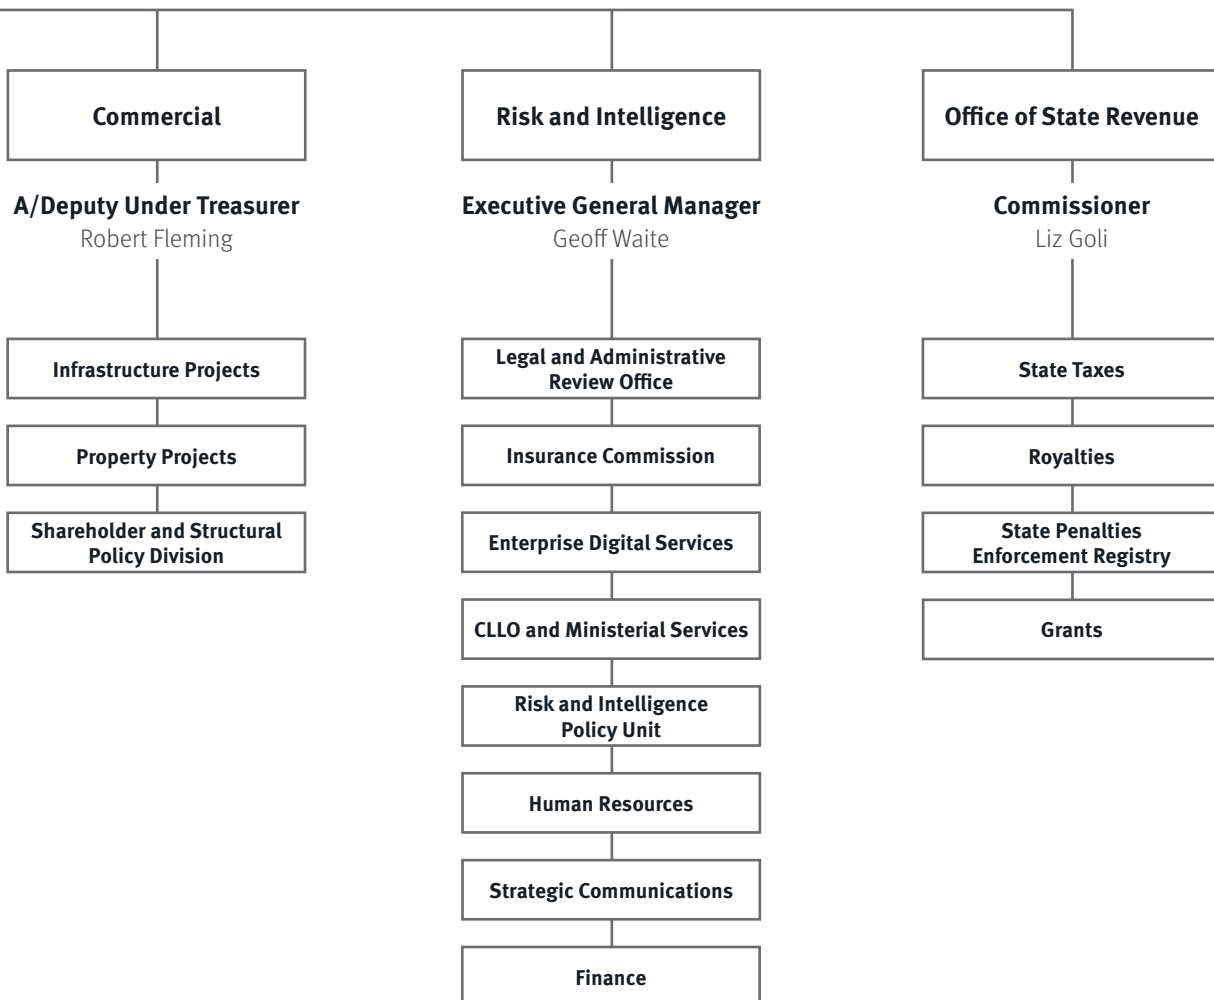 Commercial
A/Deputy Under Treasurer
Robert Fleming
Infrastructure Projects
Property Projects
Shareholder and Structural
Policy Division
Risk and Intelligence
Executive General Manager
Geoff Waite
Legal and Administrative
Review Office
Insurance Commission
Enterprise Digital Services
CLLO and Ministerial Services
Risk and Intelligence
Policy Unit
Human Resources
Strategic Communications
Finance
Office of State Revenue
Commissioner
Liz Goli
State Taxes
Royalties
State Penalties
Enforcement Registry
Grants